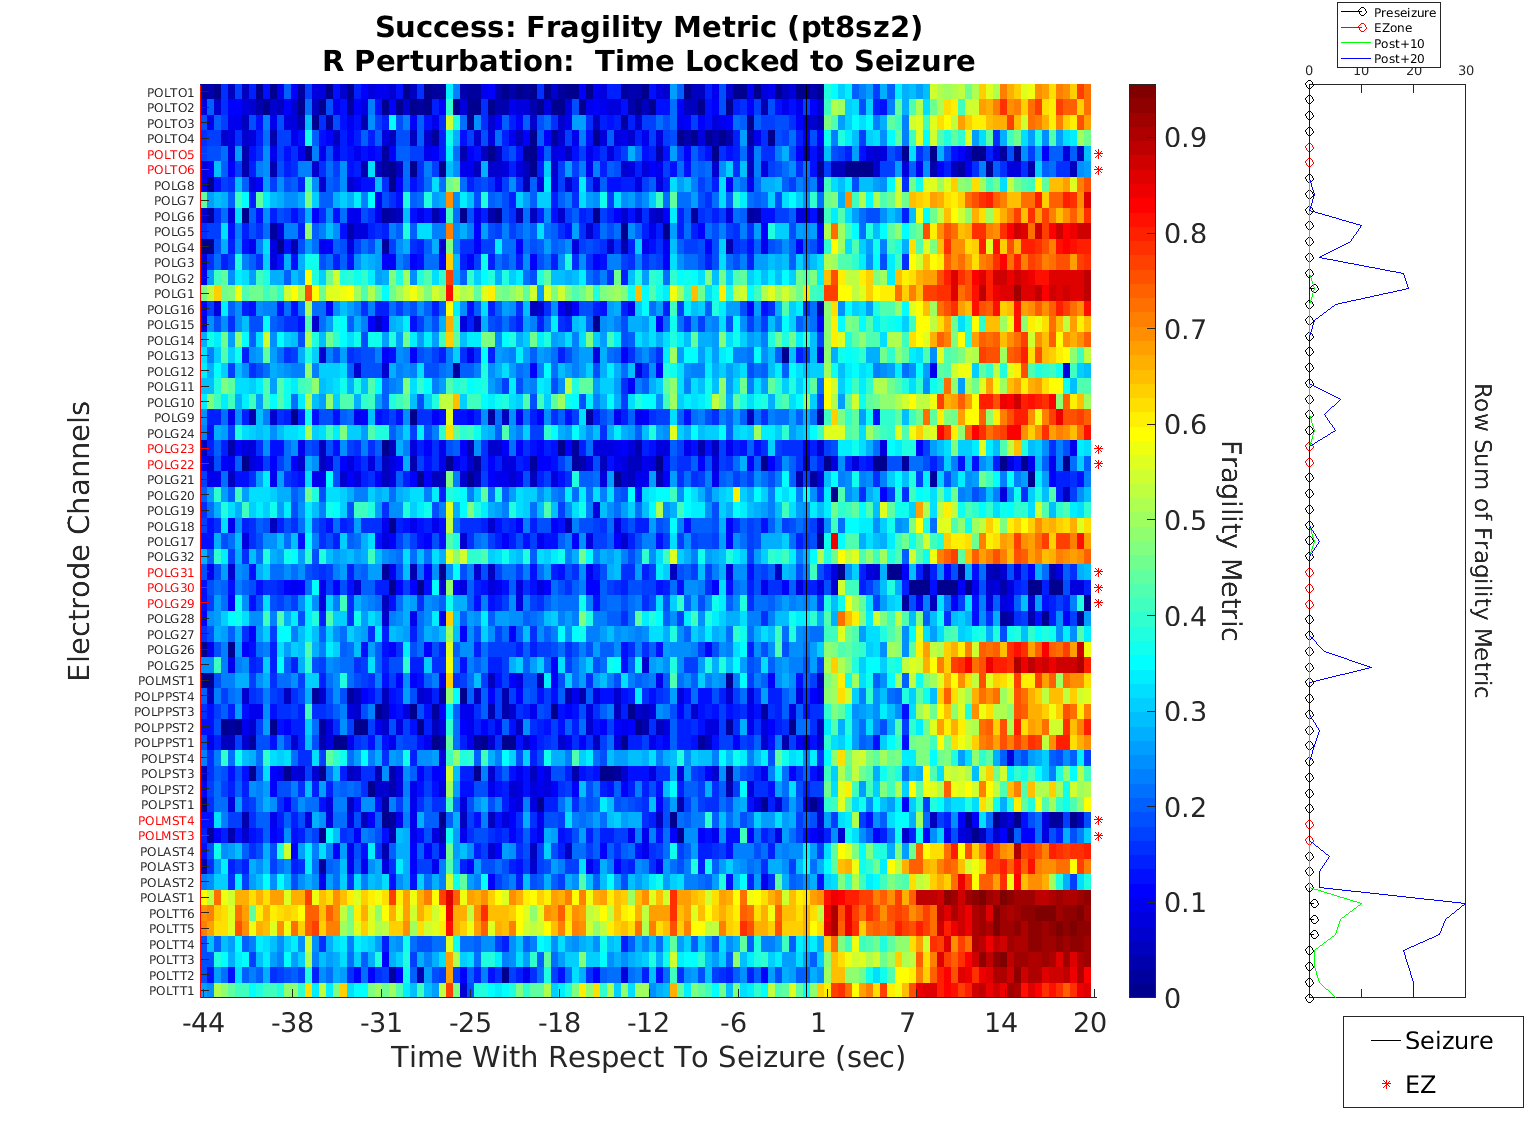 Success: Fragility Metric (pt8sz2)
R Perturbation:  Time Locked to Seizure
Electrode Channels
POLTO1
POLTO2
POLTO3
POLTO4
POLTO5
POLTO6
POLG8
POLG7
POLG6
POLG5
POLG4
POLG3
POLG2
POLG1
POLG16
POLG15
POLG14
POLG13
POLG12
POLG11
POLG10
POLG9
POLG24
POLG23
POLG22
POLG21
POLG20
POLG19
POLG18
POLG17
POLG32
POLG31
POLG30
POLG29
POLG28
POLG27
POLG26
POLG25
POLMST1
POLPPST4
POLPPST3
POLPPST2
POLPPST1
POLPST4
POLPST3
POLPST2
POLPST1
POLMST4
POLMST3
POLAST4
POLAST3
POLAST2
POLAST1
POLTT6
POLTT5
POLTT4
POLTT3
POLTT2
POLTT1
-44 -38 -31 -25 -18 -12 -6 1 7 14 20
Time With Respect To Seizure (sec)
0.9
0.8
0.7
0.6
0.5
0.4
0.3
0.2
0.1
0
Fragility Metric
Preseizure
EZone
Post+10
Post+20
0 10 20 30
Row Sum of Fragility Metric
Seizure
EZ